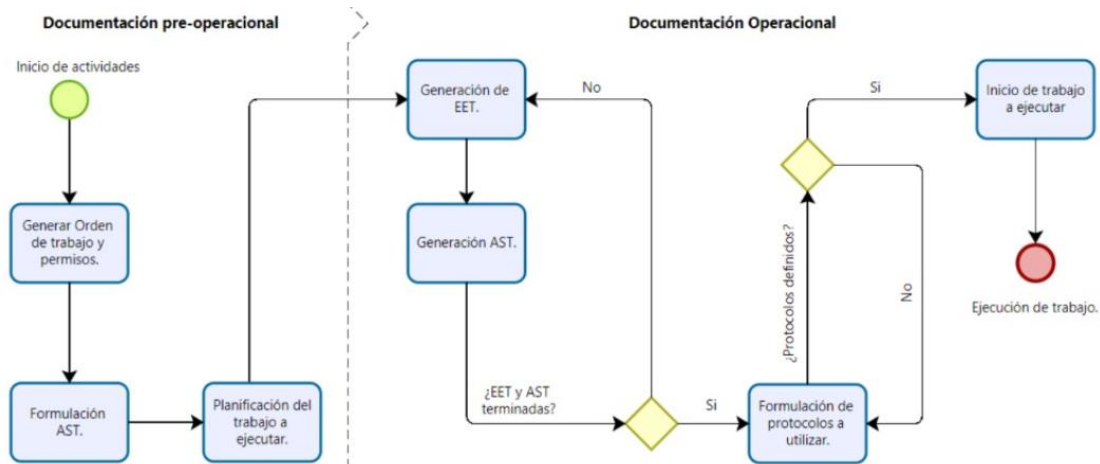 Documentación pre-operacional
Documentación Operacional
Inicio de actividades
Generar Orden
de trabajo y
permisos.
Formulación
AST.
Planificación del
trabajo a
ejecutar.
Generación de
EET.
No
Generación AST.
¿EET y AST
terminadas?
Si
Formulación de
protocolos a
utilizar.
¿Protocolos definidos?
No
Si
Inicio de trabajo
a ejecutar
Ejecución de trabajo.